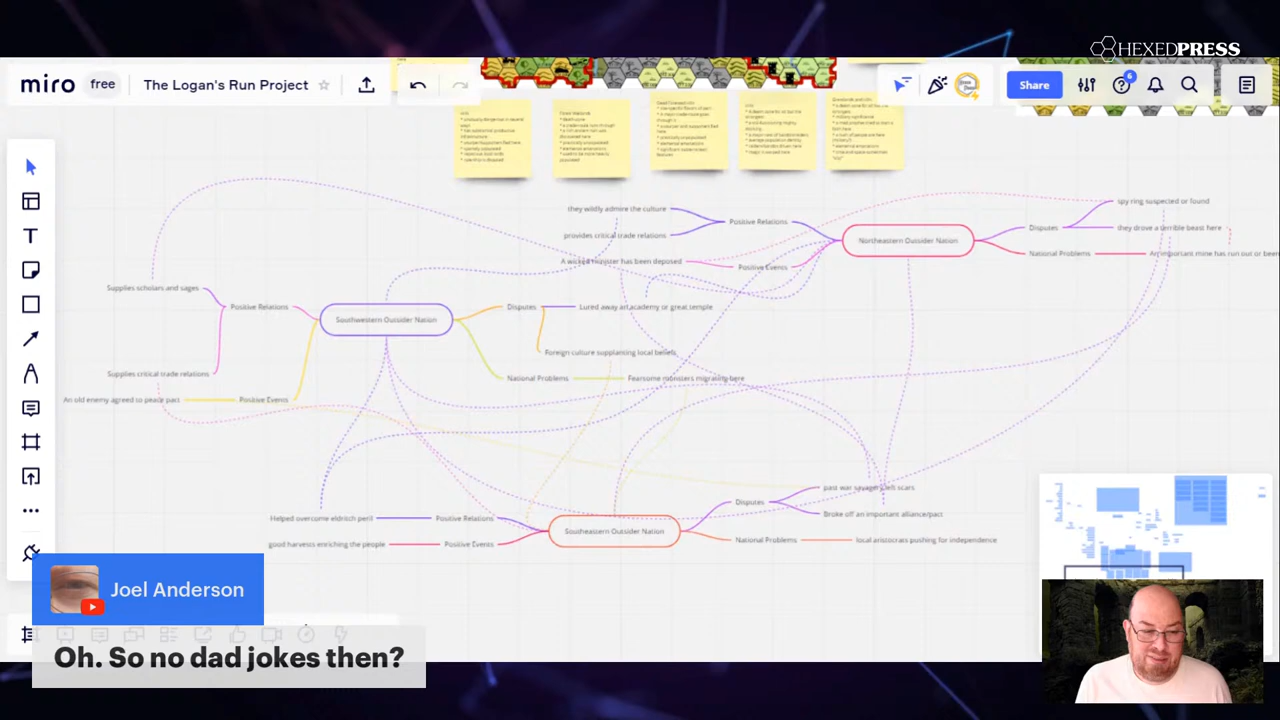 HEXEDPRESS
miro
free
The Logan's Run Project
Share
6
they wildly admire the culture
Positive Relations
provides critical trade relations
A wicked minister has been deposed
Positive Events
Northeastern Outsider Nation
Disputes
spy ring suspected or found
they drove a terrible beast here
National Problems
An important mine has run out or been
Supplies scholars and sages
Positive Relations
Supplies critical trade relations
An old enemy agreed to peace pact
Positive Events
Southwestern Outsider Nation
Disputes
Lured away art academy or great temple
Foreign culture supplanting local beliefs
National Problems
Fearsome monsters migrating here
Helped overcome eldritch peril
Positive Relations
good harvests enriching the people
Positive Events
Southeastern Outsider Nation
Disputes
past war savagery left scars
Broke off an important alliance/pact
National Problems
local aristocrats pushing for independence
Joel Anderson
Oh. So no dad jokes then?